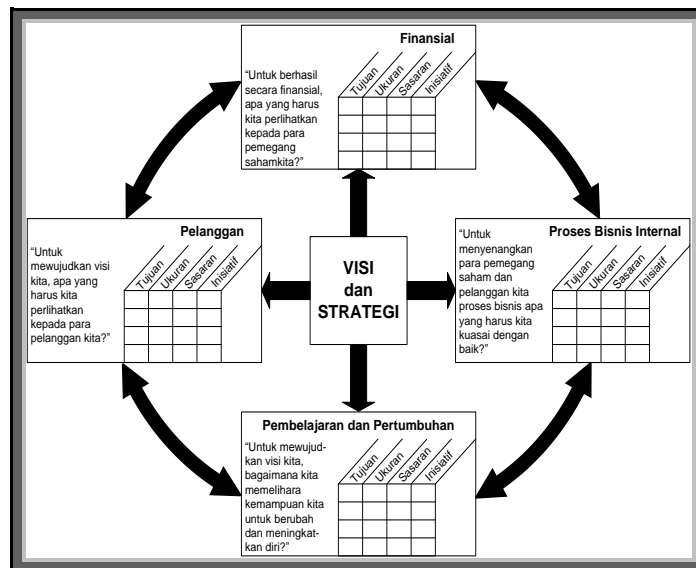 Finansial
“Untuk berhasil
secara finansial,
apa yang harus
kita perlihatkan
kepada para
pemegang
sahamkita?”
Tujuan
Ukuran
Sasaran
Inisiatif
Pelanggan
“Untuk
mewujudkan visi
kita, apa yang
harus kita
perlihatkan
kepada para
pelanggan kita?”
Tujuan
Ukuran
Sasaran
Inisiatif
VISI
dan
STRATEGI
Proses Bisnis Internal
“Untuk
menyenangkan
para pemegang
saham dan
pelanggan kita
proses bisnis apa
yang harus kita
kuasai dengan
baik?”
Tujuan
Ukuran
Sasaran
Inisiatif
Pembelajaran dan Pertumbuhan
“Untuk mewujud-
kan visi kita,
bagaimana kita
memelihara
kemampuan kita
untuk berubah
dan meningkat-
kan diri?”
Tujuan
Ukuran
Sasaran
Inisiatif